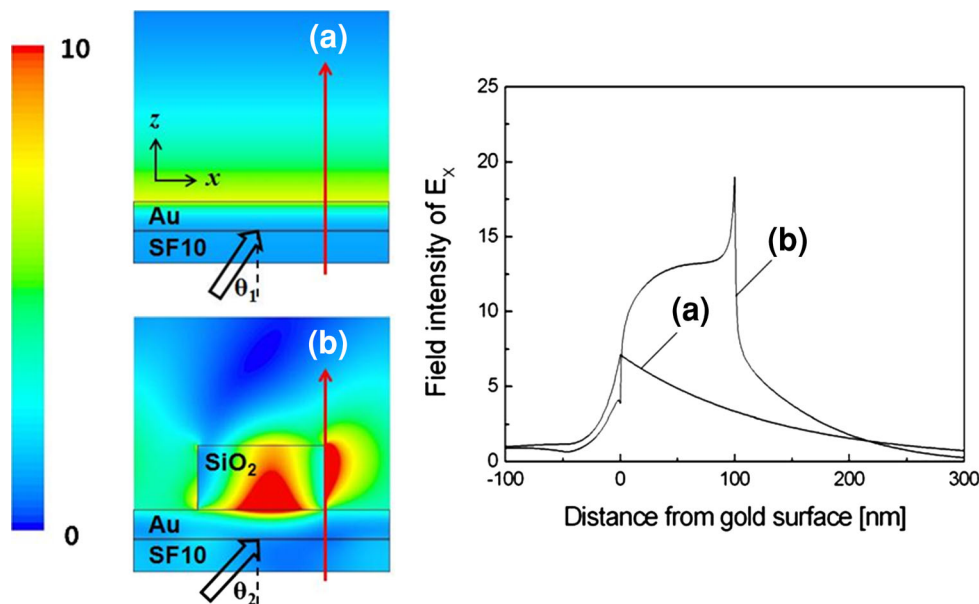 10
0
(a)
z
x
Au
SF10
θ1
(b)
SiO2
Au
SF10
θ2
25
20
15
10
5
0
-100
0
100
200
300
Field intensity of EX
Distance from gold surface [nm]
(b)
(a)